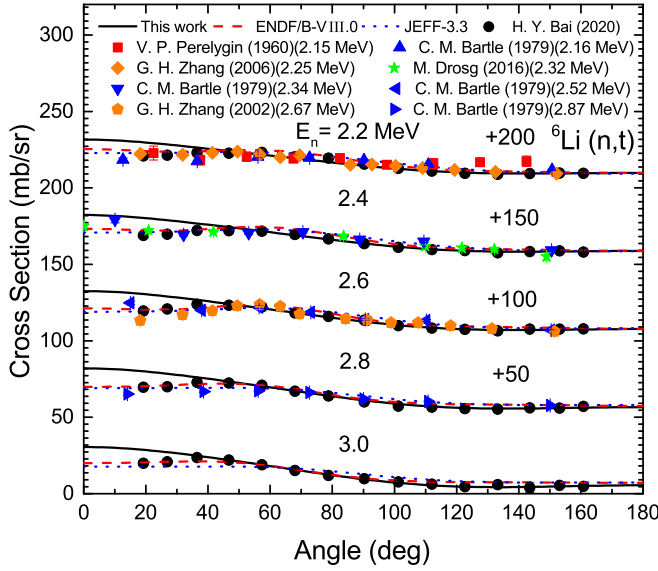 This work ENDF/B-VIII.0 JEFF-3.3 H. Y. Bai (2020)
V. P. Perelygin (1960)(2.15 MeV) C. M. Bartle (1979)(2.16 MeV)
G. H. Zhang (2006)(2.25 MeV) M. Drosg (2016)(2.32 MeV)
C. M. Bartle (1979)(2.34 MeV) C. M. Bartle (1979)(2.52 MeV)
G. H. Zhang (2002)(2.67 MeV) C. M. Bartle (1979)(2.87 MeV)
Eₙ = 2.2 MeV +200 ⁶Li (n,t)
2.4 +150
2.6 +100
2.8 +50
3.0
Cross Section (mb/sr)
300
250
200
150
100
50
0
0 20 40 60 80 100 120 140 160 180
Angle (deg)